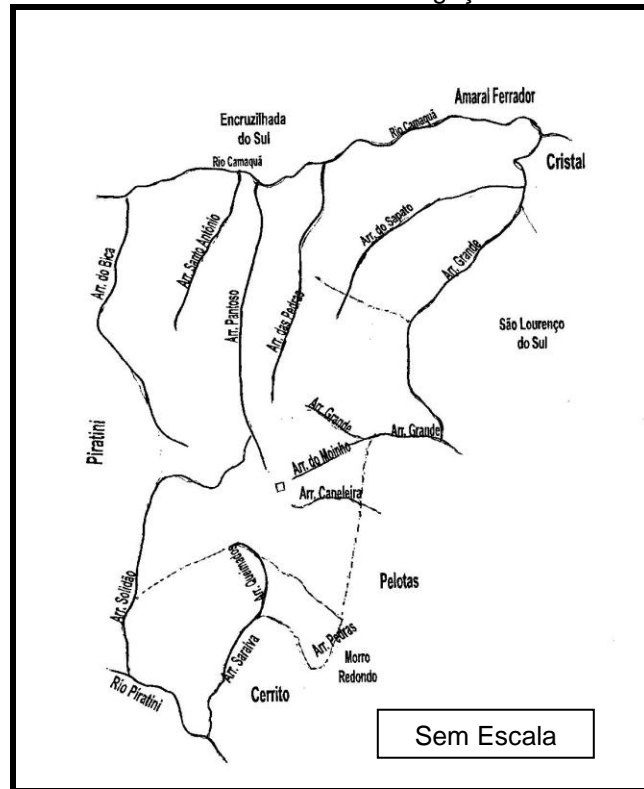 Amaral Ferrador
Encruzilhada
do Sul
Rio Camaquã
Rio Camaquã
Cristal
Arr. do Bica
Arr. Santo Antônio
Arr. Pantoso
Arr. das Pedras
Arr. do Sapato
Arr. Grande
São Lourenço
do Sul
Piratini
Arr. Grande
Arr. Grande
Arr. do Moinho
Arr. Caneleira
Arr. Solidão
Arr. Queimados
Pelotas
Arr. Saraiva
Arr. Pedras
Morro
Redondo
Rio Piratini
Cerrito
Sem Escala